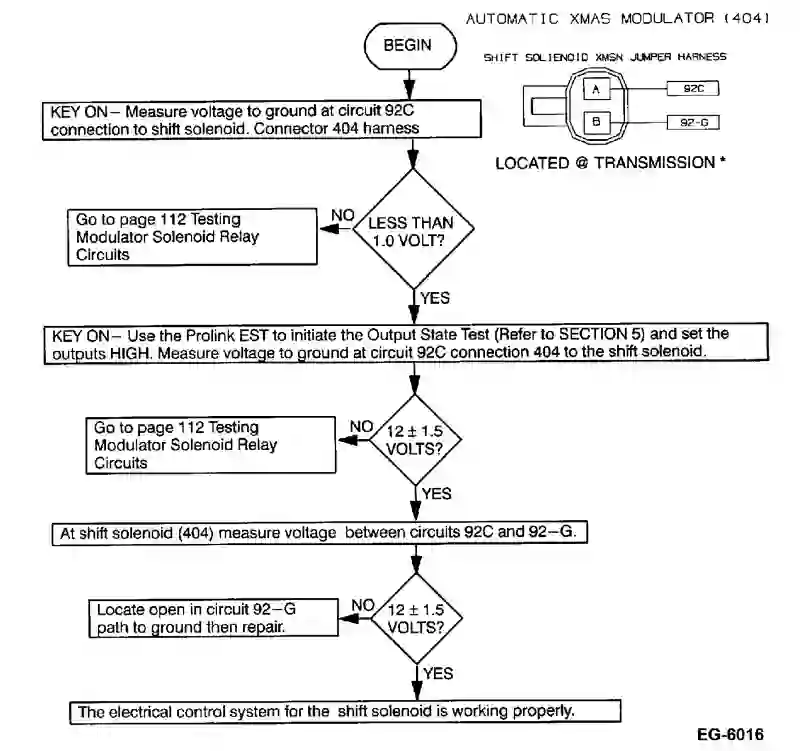 AUTOMATIC XMAS MODULATOR (404)
BEGIN
SHIFT SOLIENOID XMSN JUMPER HARNESS
A
92C
B
92-G
LOCATED @ TRANSMISSION *
KEY ON– Measure voltage to ground at circuit 92C
connection to shift solenoid. Connector 404 harness
LESS THAN
1.0 VOLT?
NO
Go to page 112 Testing
Modulator Solenoid Relay
Circuits
YES
KEY ON– Use the Prolink EST to initiate the Output State Test (Refer to SECTION 5) and set the
outputs HIGH. Measure voltage to ground at circuit 92C connection 404 to the shift solenoid.
12 ± 1.5
VOLTS?
NO
Go to page 112 Testing
Modulator Solenoid Relay
Circuits
YES
At shift solenoid (404) measure voltage between circuits 92C and 92–G.
12 ± 1.5
VOLTS?
NO
Locate open in circuit 92–G
path to ground then repair.
YES
The electrical control system for the shift solenoid is working properly.
EG-6016